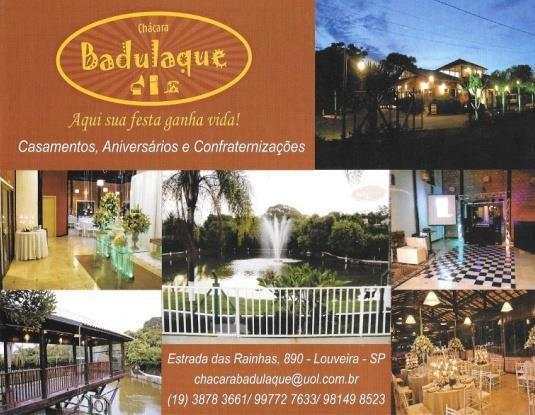 Chácara
Badulaque
Aqui sua festa ganha vida!
Casamentos, Aniversários e Confraternizações
Estrada das Rainhas, 890 - Louveira - SP
chacarabadulaque@uol.com.br
(19) 3878 3661/ 99772 7633/ 98149 8523